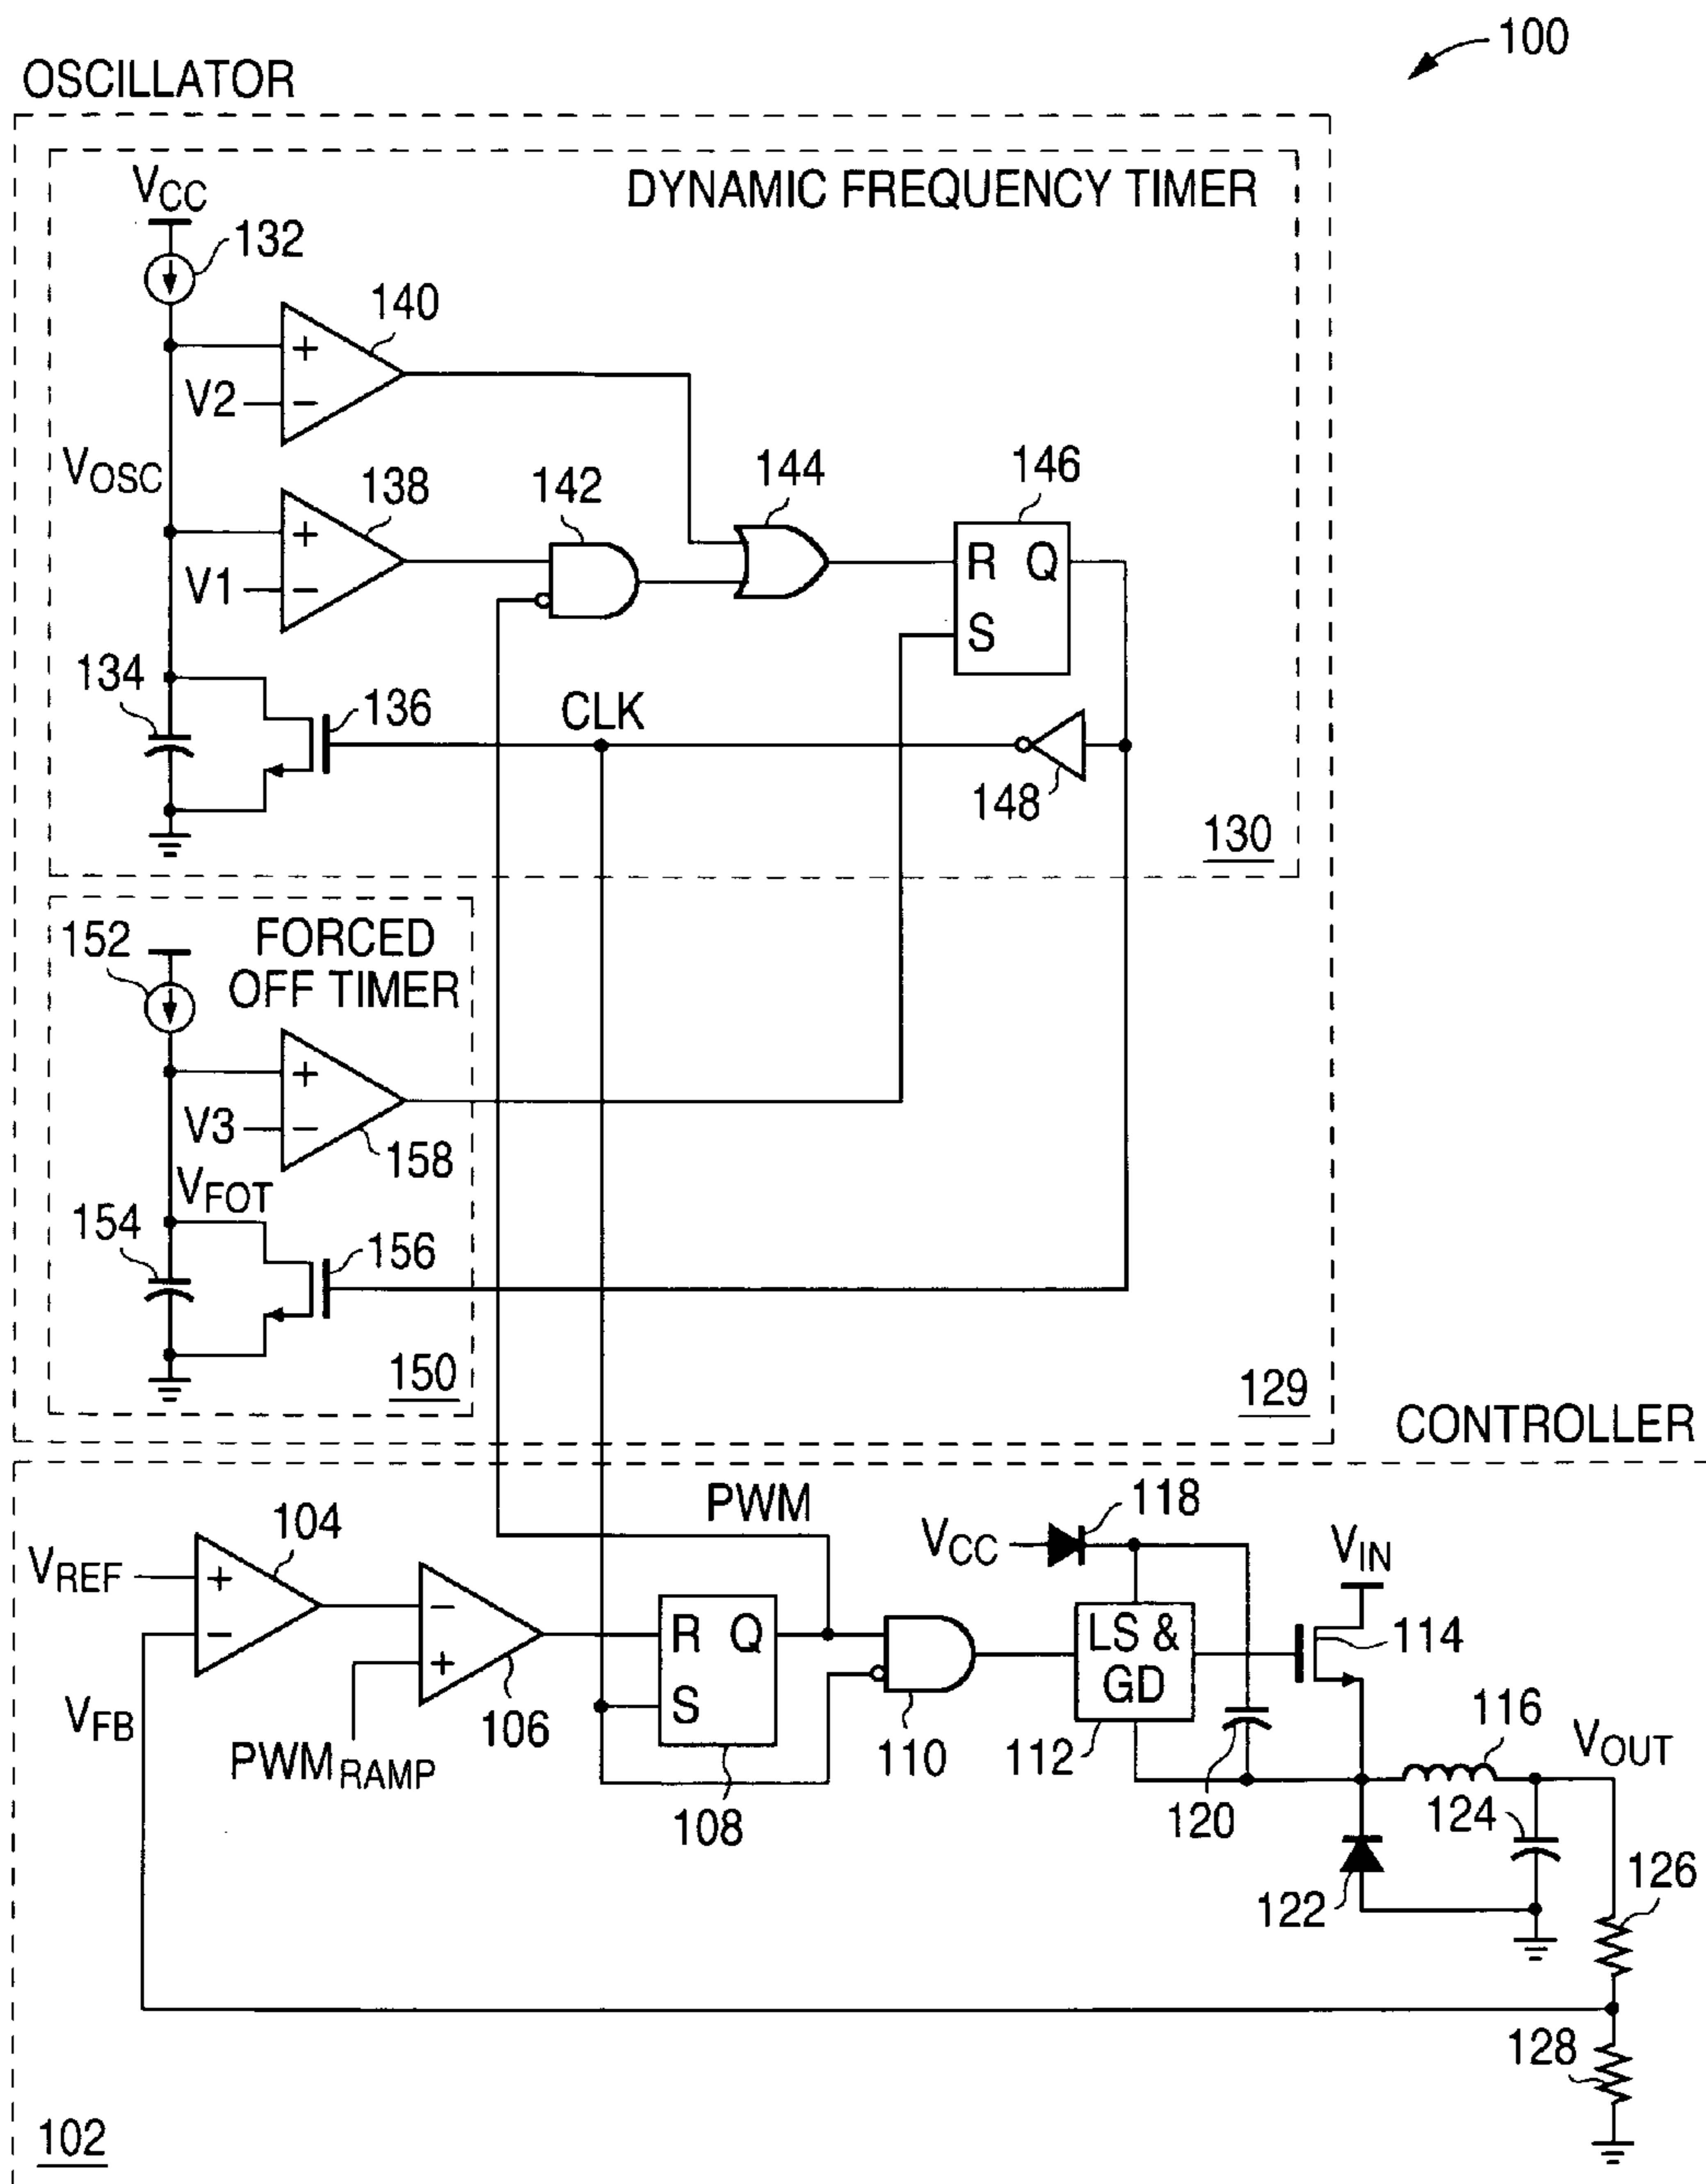 100
OSCILLATOR
DYNAMIC FREQUENCY TIMER
VCC
132
140
+
V2 −
VOSC
138
142
144
146
+
V1 −
R Q
S
134
136
CLK
148
130
152
FORCED
OFF TIMER
+
V3 −
158
VFOT
154
156
150
129
CONTROLLER
PWM
104
VCC
118
VIN
VREF
+
−
−
+
R Q
S
LS &
GD
114
VFB
106
110
112
116
VOUT
PWMRAMP
108
120
124
122
126
128
102